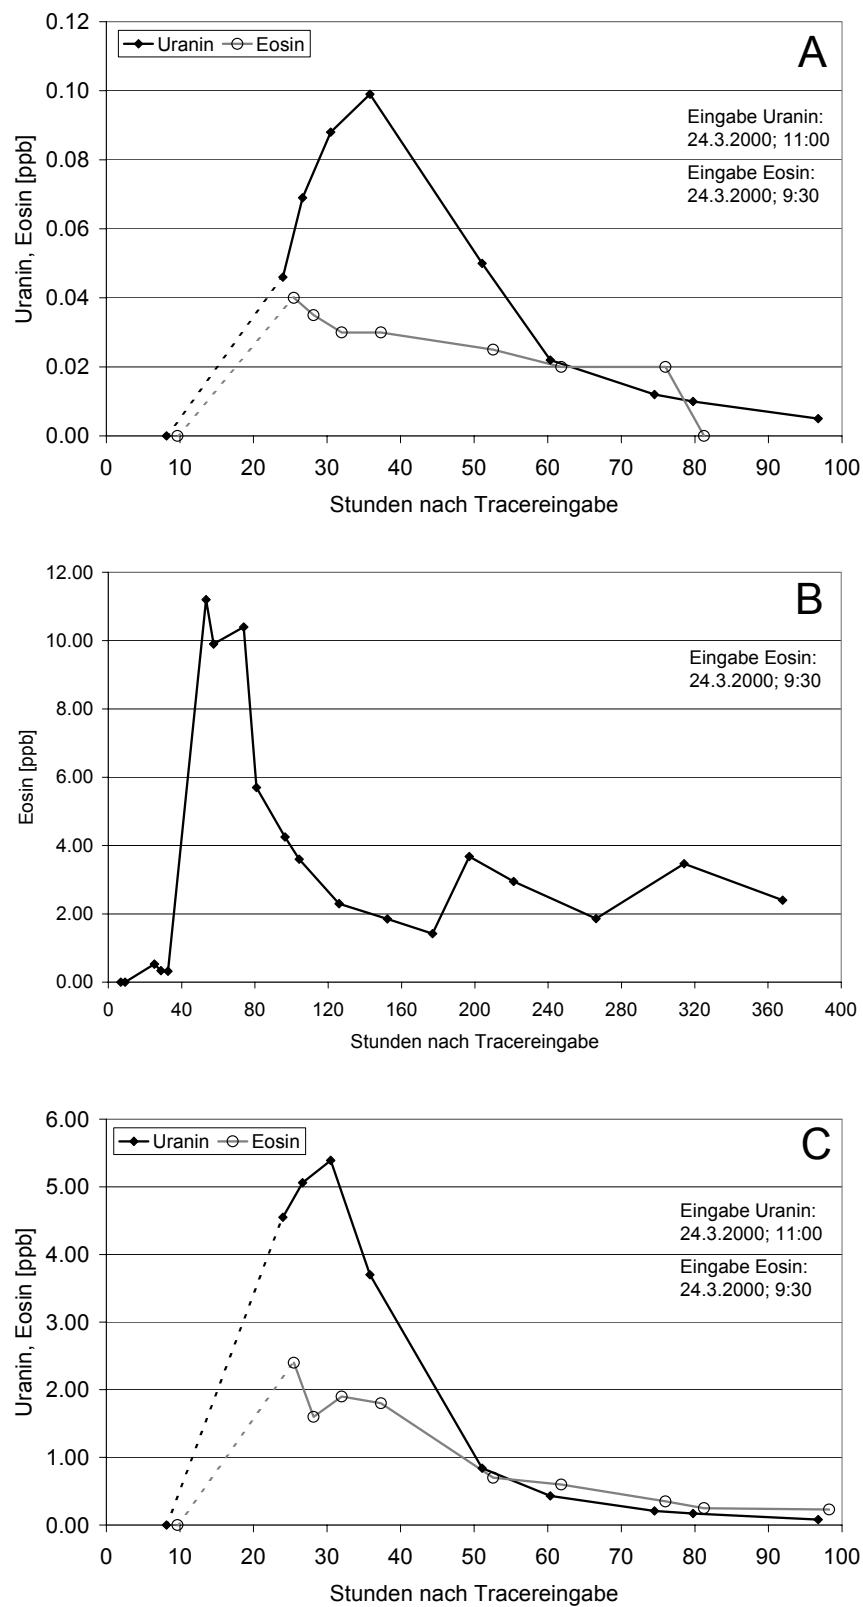 A
Uranin Eosin
Eingabe Uranin:
24.3.2000; 11:00
Eingabe Eosin:
24.3.2000; 9:30
Uranin, Eosin [ppb]
0.12
0.10
0.08
0.06
0.04
0.02
0.00
0 10 20 30 40 50 60 70 80 90 100
Stunden nach Tracereingabe
B
Eingabe Eosin:
24.3.2000; 9:30
Eosin [ppb]
12.00
10.00
8.00
6.00
4.00
2.00
0.00
0 40 80 120 160 200 240 280 320 360 400
Stunden nach Tracereingabe
C
Uranin Eosin
Eingabe Uranin:
24.3.2000; 11:00
Eingabe Eosin:
24.3.2000; 9:30
Uranin, Eosin [ppb]
6.00
5.00
4.00
3.00
2.00
1.00
0.00
0 10 20 30 40 50 60 70 80 90 100
Stunden nach Tracereingabe